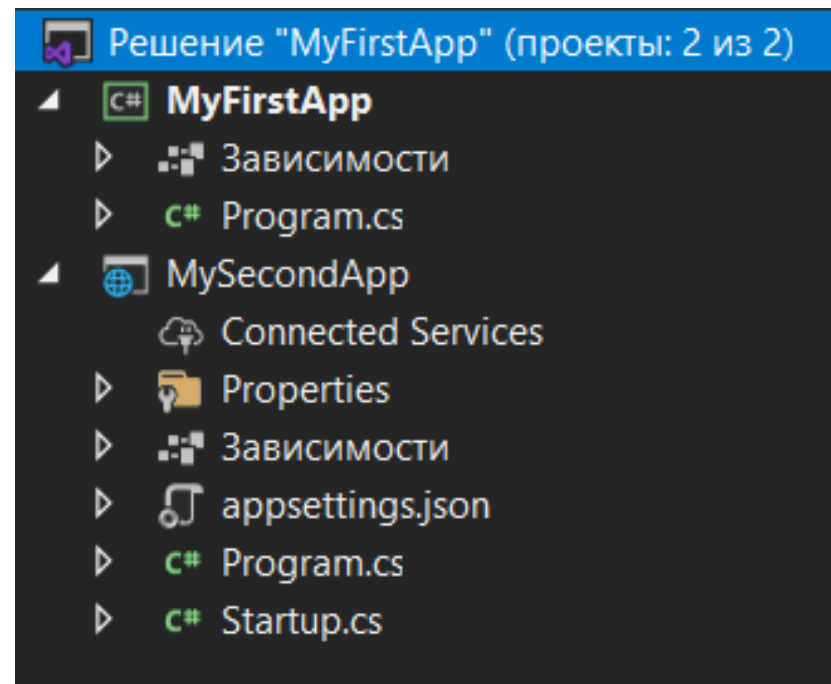 Решение "MyFirstApp" (проекты: 2 из 2)
C# MyFirstApp
Зависимости
C# Program.cs
MySecondApp
Connected Services
Properties
Зависимости
appsettings.json
C# Program.cs
C# Startup.cs